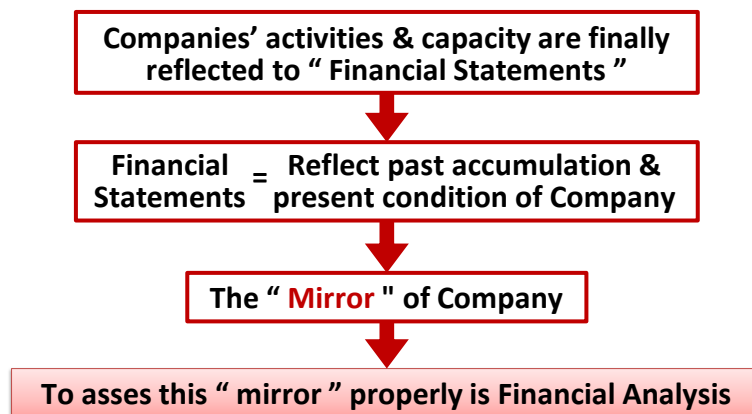 Companies’ activities & capacity are finally
reflected to “ Financial Statements ”
Financial Statements = Reflect past accumulation &
present condition of Company
The “ Mirror " of Company
To asses this “ mirror ” properly is Financial Analysis